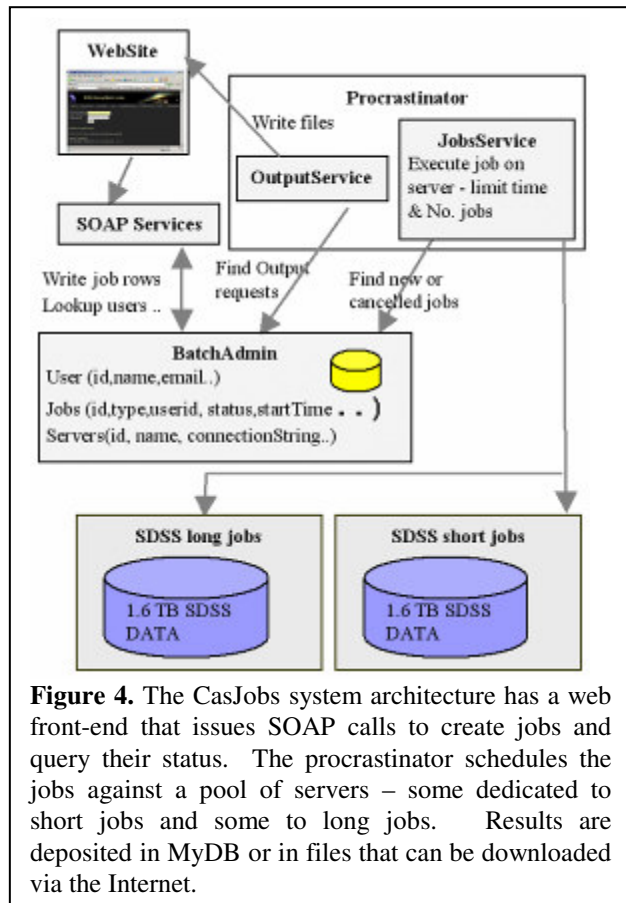 WebSite
Procrastinator
Write files
JobsService
Execute job on
server - limit time
& No. jobs
OutputService
SOAP Services
Write job rows
Lookup users ..
Find Output
requests
Find new or
cancelled jobs
BatchAdmin
User (id,name,email..)
Jobs (id,type,userid, status,startTime . . )
Servers(id, name, connectionString..)
SDSS long jobs
1.6 TB SDSS
DATA
SDSS short jobs
1.6 TB SDSS
DATA
Figure 4. The CasJobs system architecture has a web
front-end that issues SOAP calls to create jobs and
query their status. The procrastinator schedules the
jobs against a pool of servers – some dedicated to
short jobs and some to long jobs. Results are
deposited in MyDB or in files that can be downloaded
via the Internet.